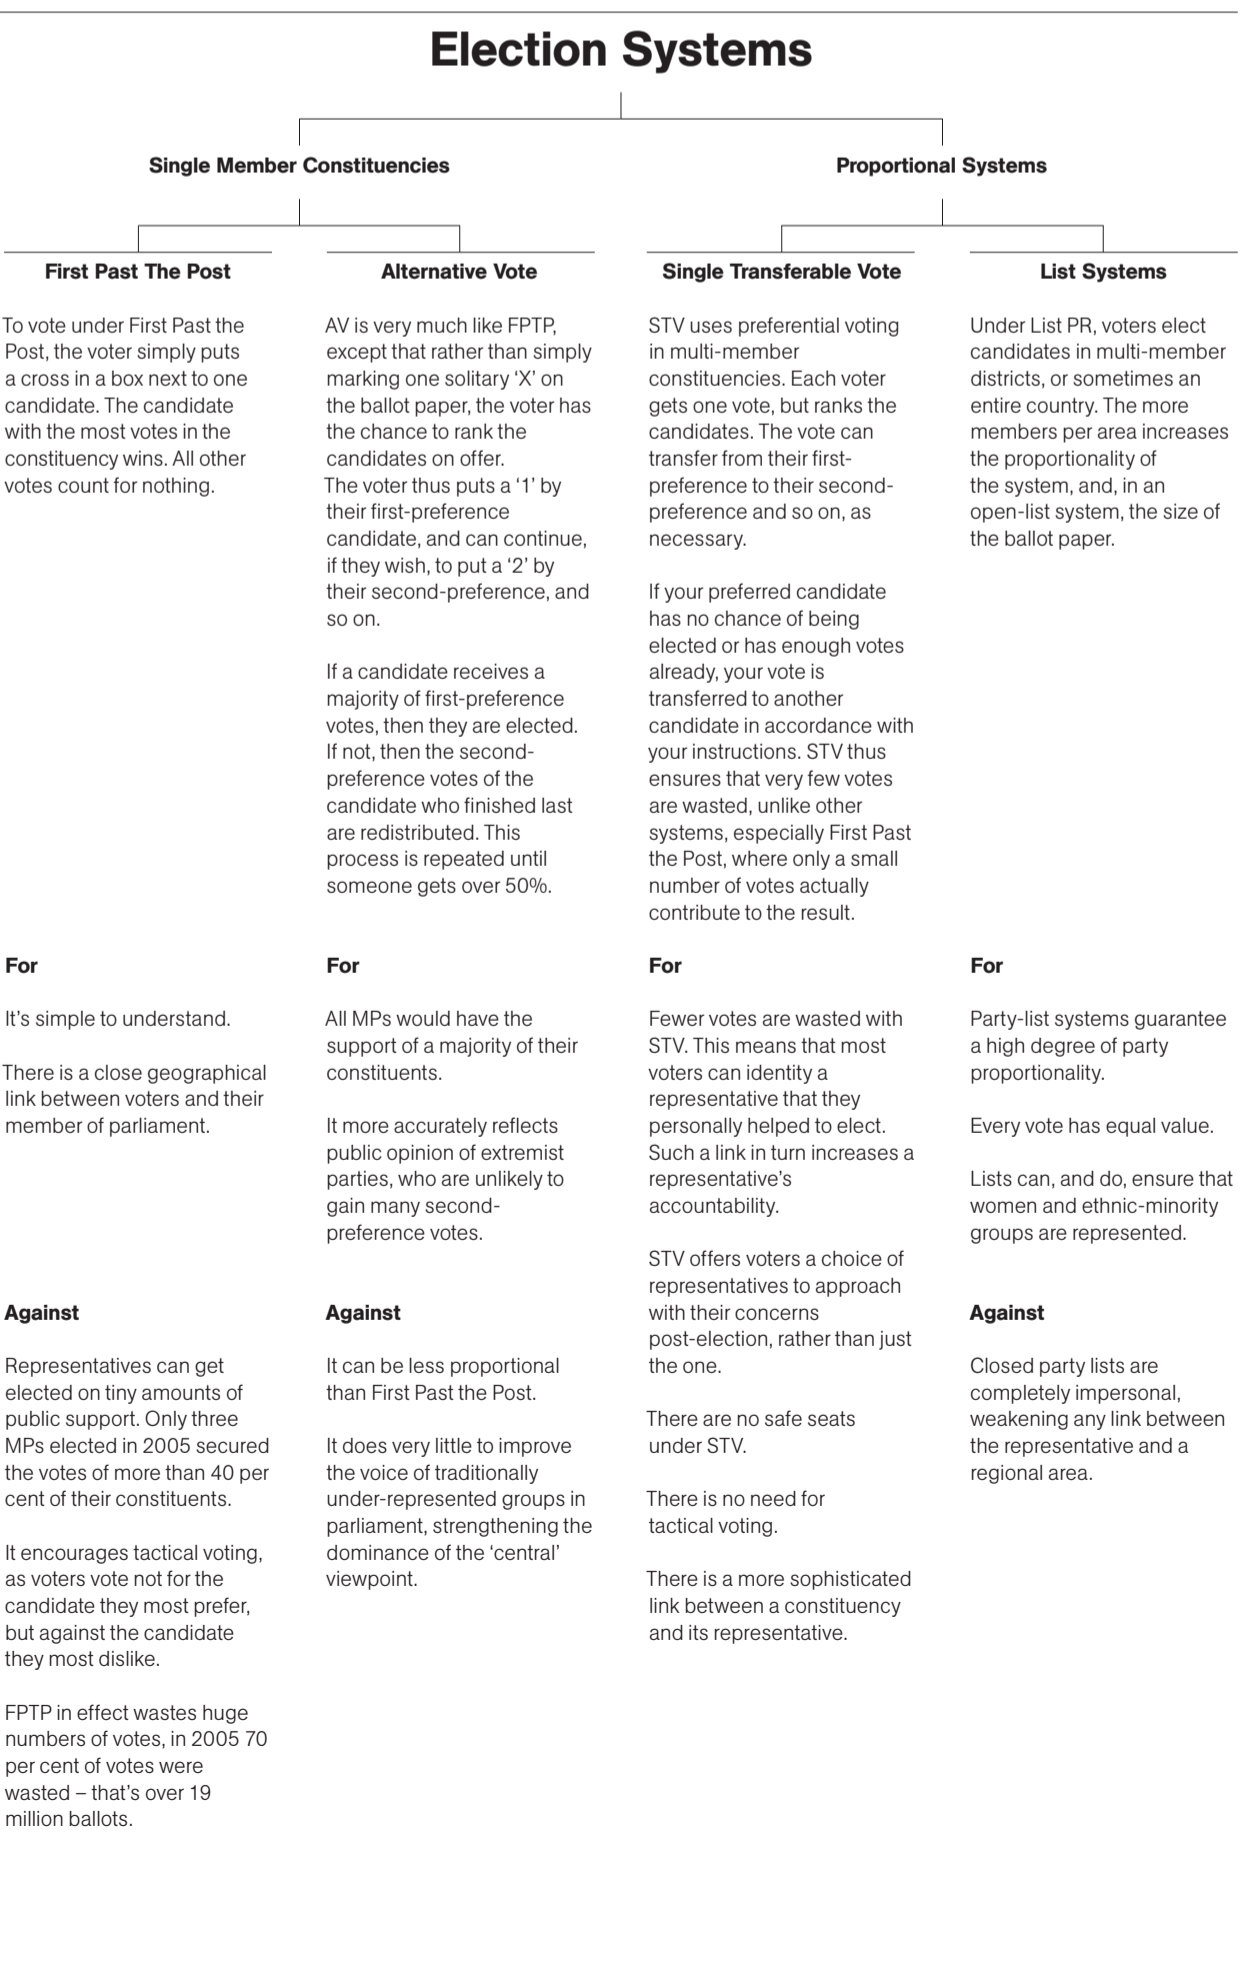 Election Systems
Single Member Constituencies
Proportional Systems
First Past The Post
To vote under First Past the
Post, the voter simply puts
a cross in a box next to one
candidate. The candidate
with the most votes in the
constituency wins. All other
votes count for nothing.
For
It's simple to understand.
There is a close geographical
link between voters and their
member of parliament.
Against
Representatives can get
elected on tiny amounts of
public support. Only three
MPs elected in 2005 secured
the votes of more than 40 per
cent of their constituents.
It encourages tactical voting,
as voters vote not for the
candidate they most prefer,
but against the candidate
they most dislike.
FPTP in effect wastes huge
numbers of votes, in 2005 70
per cent of votes were
wasted – that's over 19
million ballots.
Alternative Vote
AV is very much like FPTP,
except that rather than simply
marking one solitary 'X' on
the ballot paper, the voter has
the chance to rank the
candidates on offer.
The voter thus puts a '1' by
their first-preference
candidate, and can continue,
if they wish, to put a '2' by
their second-preference, and
so on.
If a candidate receives a
majority of first-preference
votes, then they are elected.
If not, then the second-
preference votes of the
candidate who finished last
are redistributed. This
process is repeated until
someone gets over 50%.
For
All MPs would have the
support of a majority of their
constituents.
It more accurately reflects
public opinion of extremist
parties, who are unlikely to
gain many second-
preference votes.
Against
It can be less proportional
than First Past the Post.
It does very little to improve
the voice of traditionally
under-represented groups in
parliament, strengthening the
dominance of the 'central'
viewpoint.
Single Transferable Vote
STV uses preferential voting
in multi-member
constituencies. Each voter
gets one vote, but ranks the
candidates. The vote can
transfer from their first-
preference to their second-
preference and so on, as
necessary.
If your preferred candidate
has no chance of being
elected or has enough votes
already, your vote is
transferred to another
candidate in accordance with
your instructions. STV thus
ensures that very few votes
are wasted, unlike other
systems, especially First Past
the Post, where only a small
number of votes actually
contribute to the result.
For
Fewer votes are wasted with
STV. This means that most
voters can identity a
representative that they
personally helped to elect.
Such a link in turn increases a
representative's
accountability.
STV offers voters a choice of
representatives to approach
with their concerns
post-election, rather than just
the one.
There are no safe seats
under STV.
There is no need for
tactical voting.
There is a more sophisticated
link between a constituency
and its representative.
List Systems
Under List PR, voters elect
candidates in multi-member
districts, or sometimes an
entire country. The more
members per area increases
the proportionality of
the system, and, in an
open-list system, the size of
the ballot paper.
For
Party-list systems guarantee
a high degree of party
proportionality.
Every vote has equal value.
Lists can, and do, ensure that
women and ethnic-minority
groups are represented.
Against
Closed party lists are
completely impersonal,
weakening any link between
the representative and a
regional area.